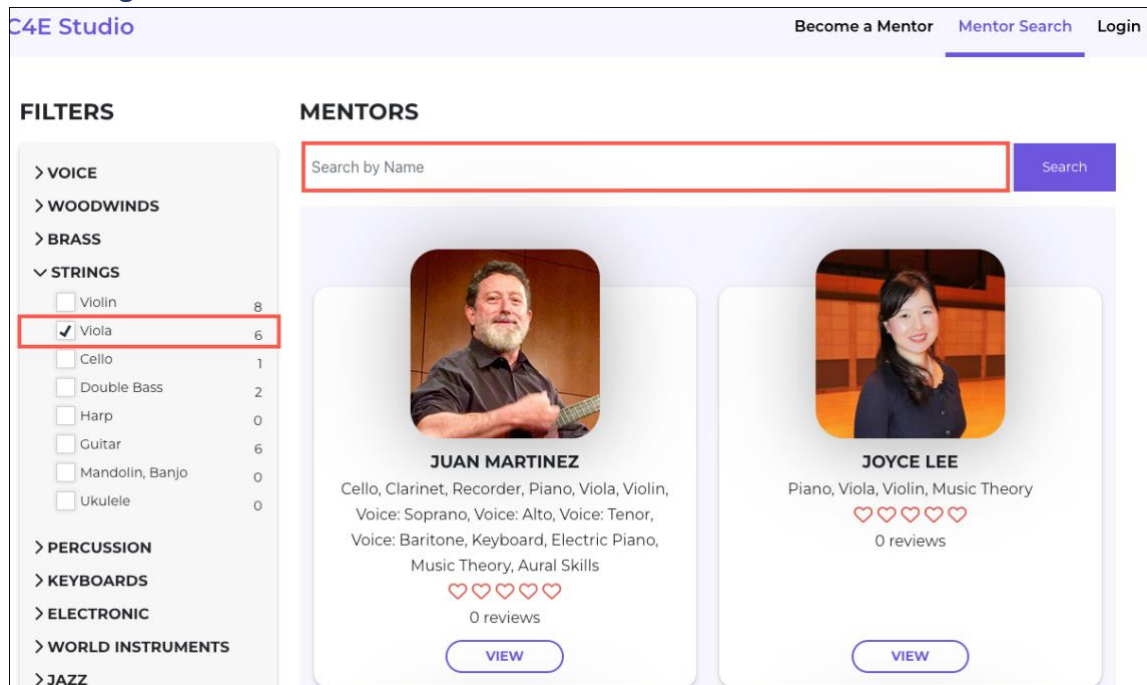 C4E Studio
Become a Mentor
Mentor Search
Login
FILTERS
> VOICE
> WOODWINDS
> BRASS
STRINGS
Violin 8
Viola 6
Cello 1
Double Bass 2
Harp 0
Guitar 6
Mandolin, Banjo 0
Ukulele 0
> PERCUSSION
> KEYBOARDS
> ELECTRONIC
> WORLD INSTRUMENTS
> JAZZ
MENTORS
Search by Name
Search
JUAN MARTINEZ
Cello, Clarinet, Recorder, Piano, Viola, Violin,
Voice: Soprano, Voice: Alto, Voice: Tenor,
Voice: Baritone, Keyboard, Electric Piano,
Music Theory, Aural Skills
0 reviews
VIEW
JOYCE LEE
Piano, Viola, Violin, Music Theory
0 reviews
VIEW